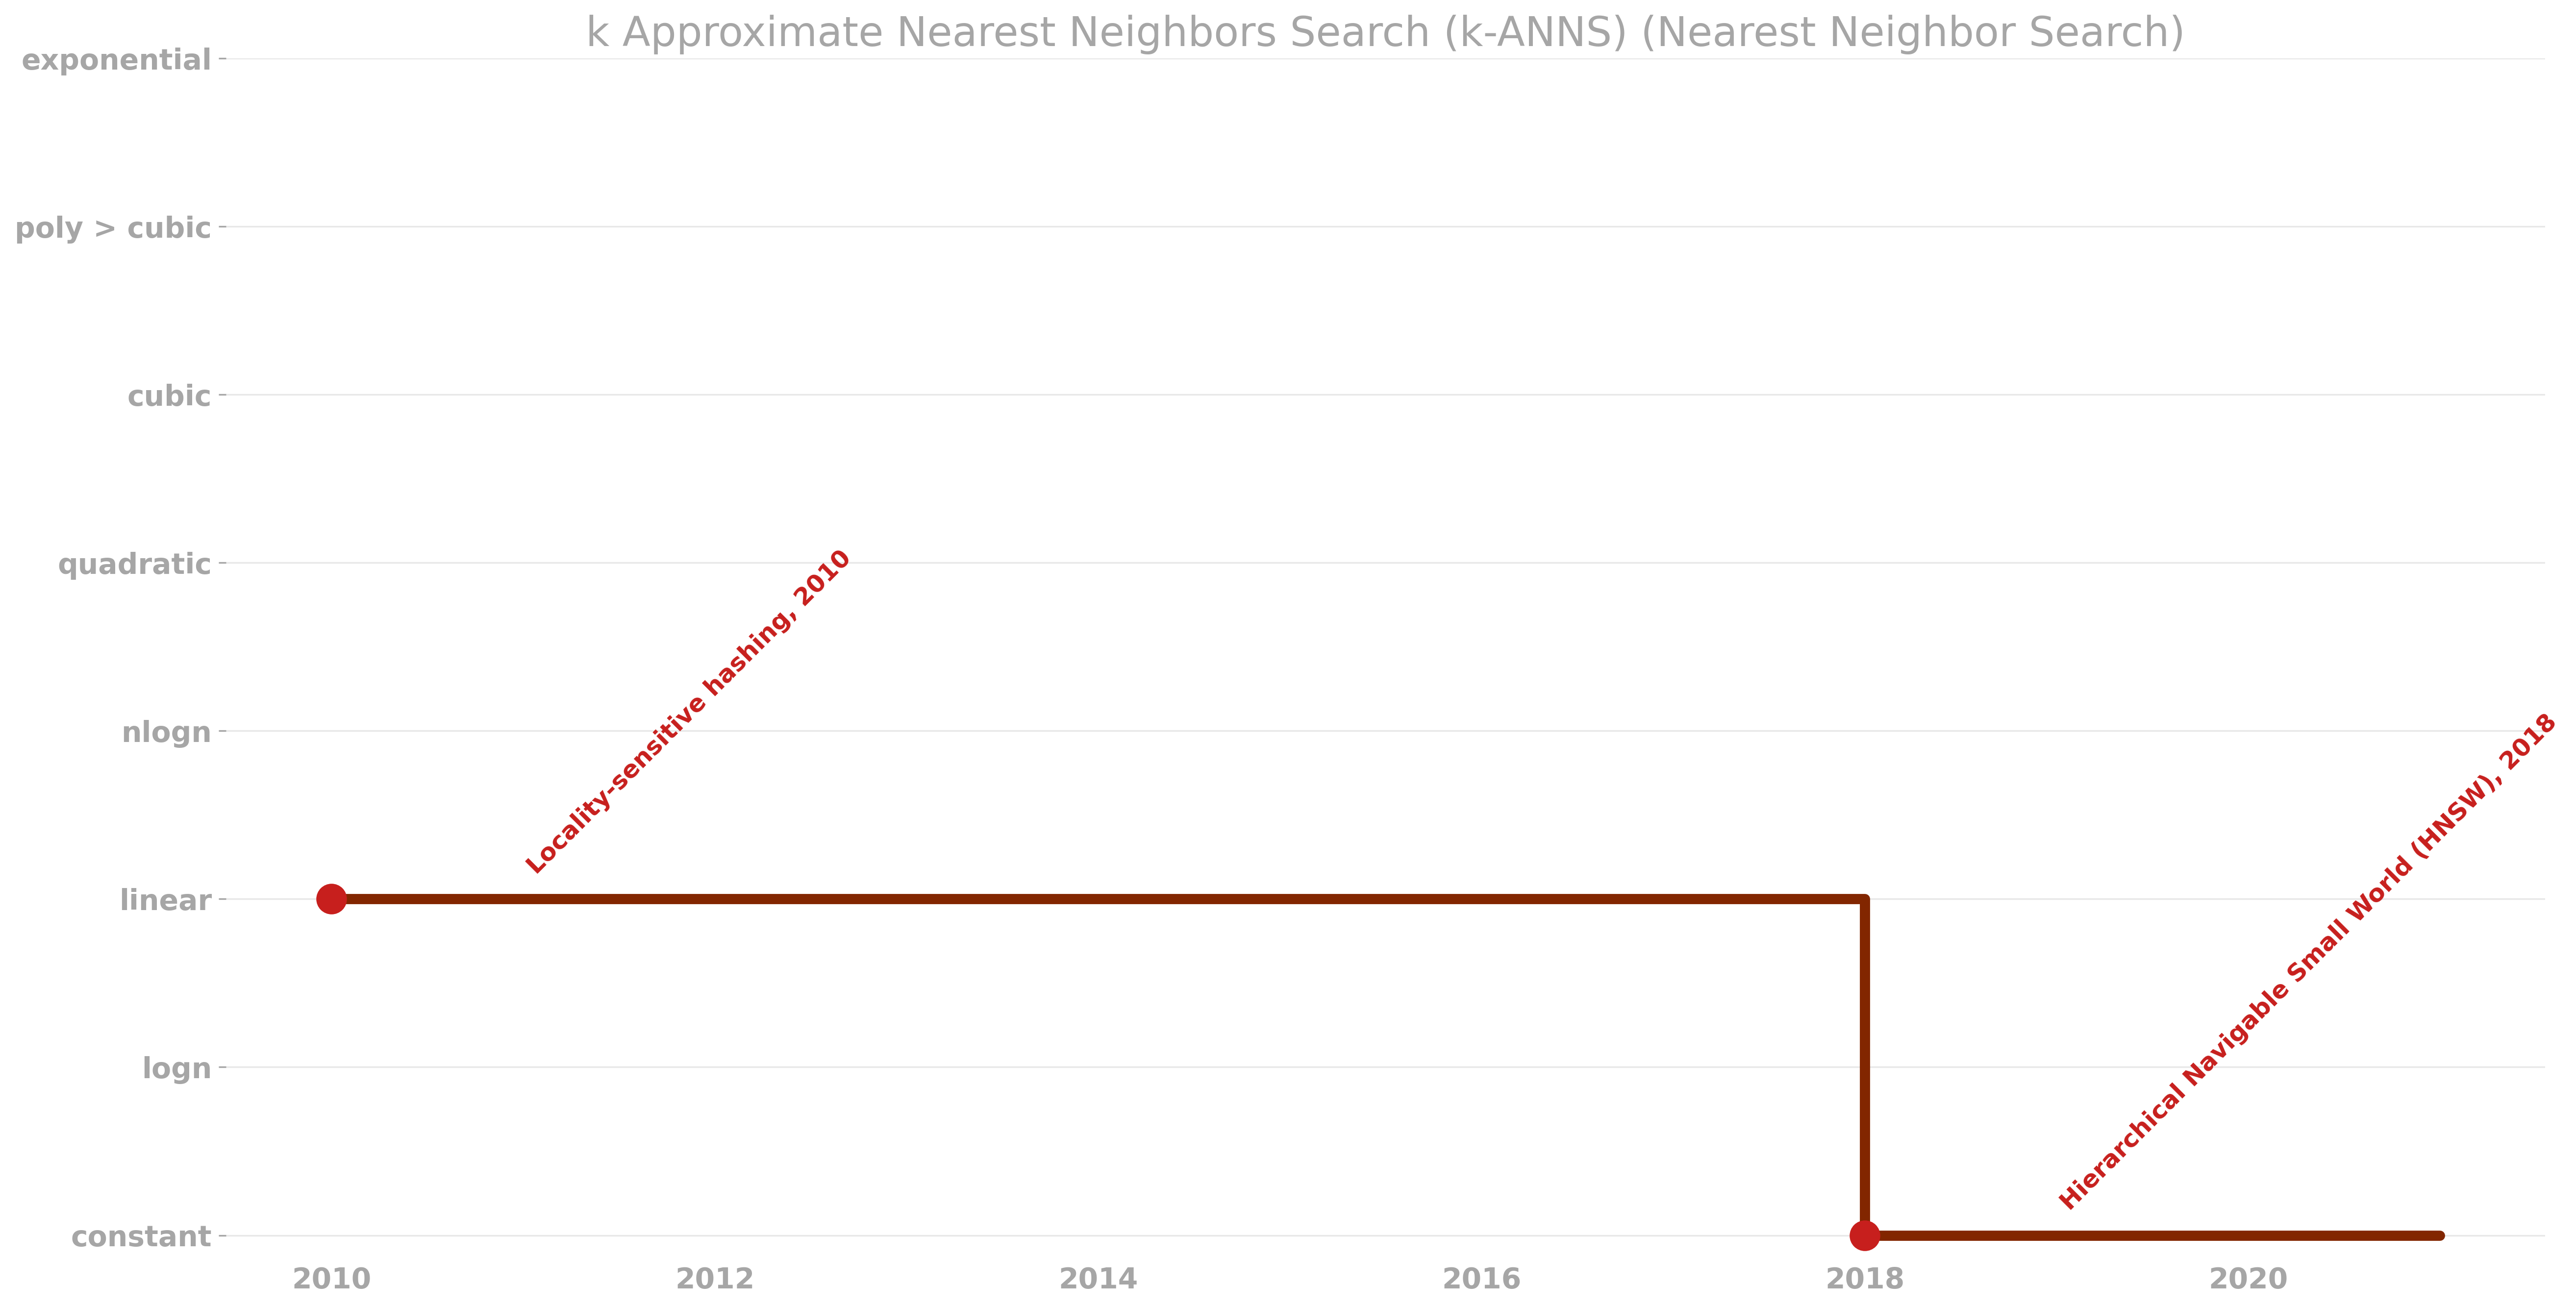 k Approximate Nearest Neighbors Search (k-ANNS) (Nearest Neighbor Search)
exponential
poly > cubic
cubic
quadratic
nlogn
linear
logn
constant
Locality-sensitive hashing, 2010
Hierarchical Navigable Small World (HNSW), 2018
2010
2012
2014
2016
2018
2020